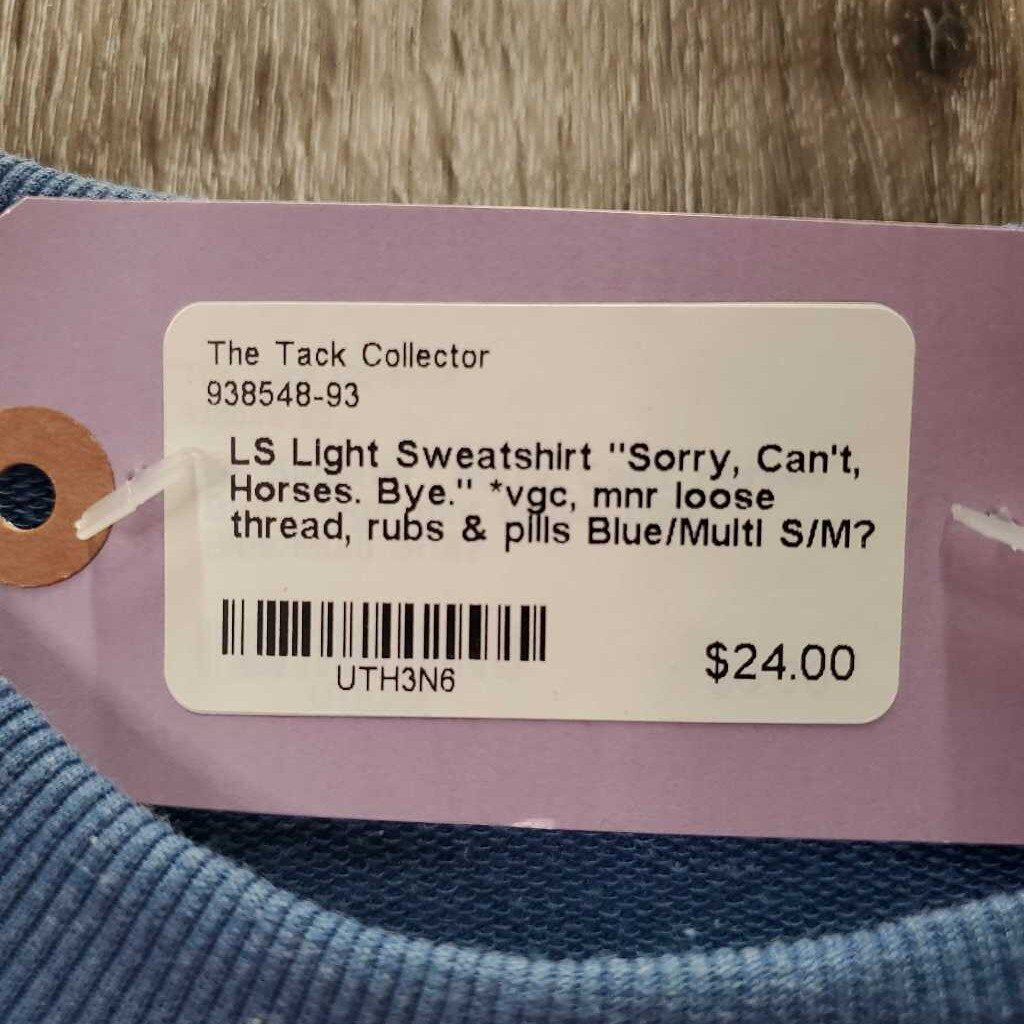 The Tack Collector
938548-93
LS Light Sweatshirt "Sorry, Can't,
Horses. Bye." *vgc, mnr loose
thread, rubs & pills Blue/Multi S/M?
UTH3N6
$24.00